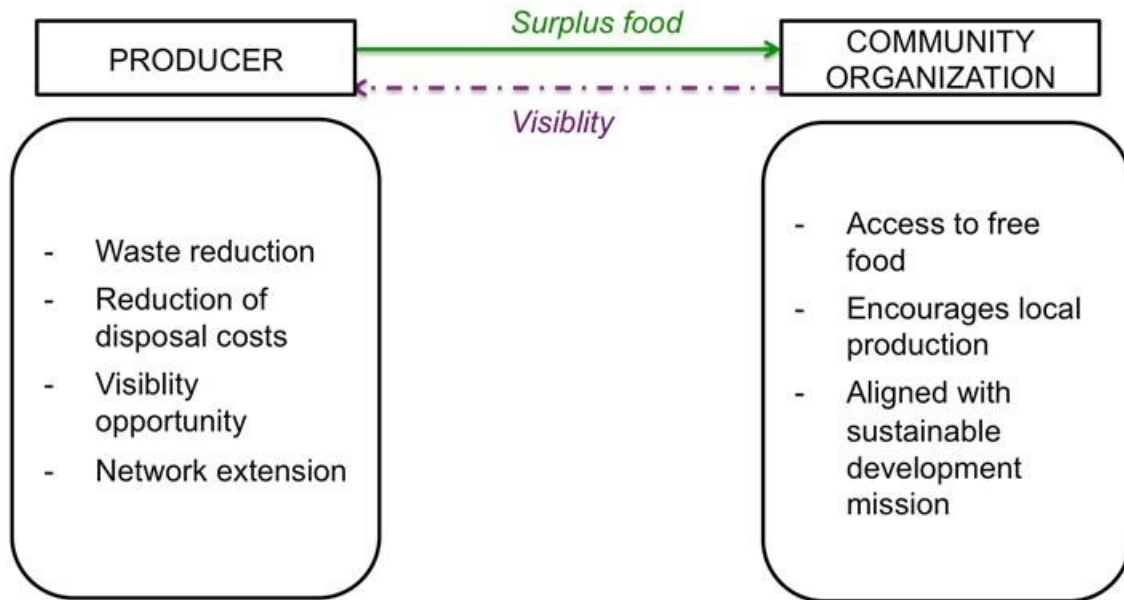 PRODUCER
Surplus food
COMMUNITY
ORGANIZATION
Visiblity
- Waste reduction
- Reduction of
disposal costs
- Visiblity
opportunity
- Network extension
- Access to free
food
- Encourages local
production
- Aligned with
sustainable
development
mission